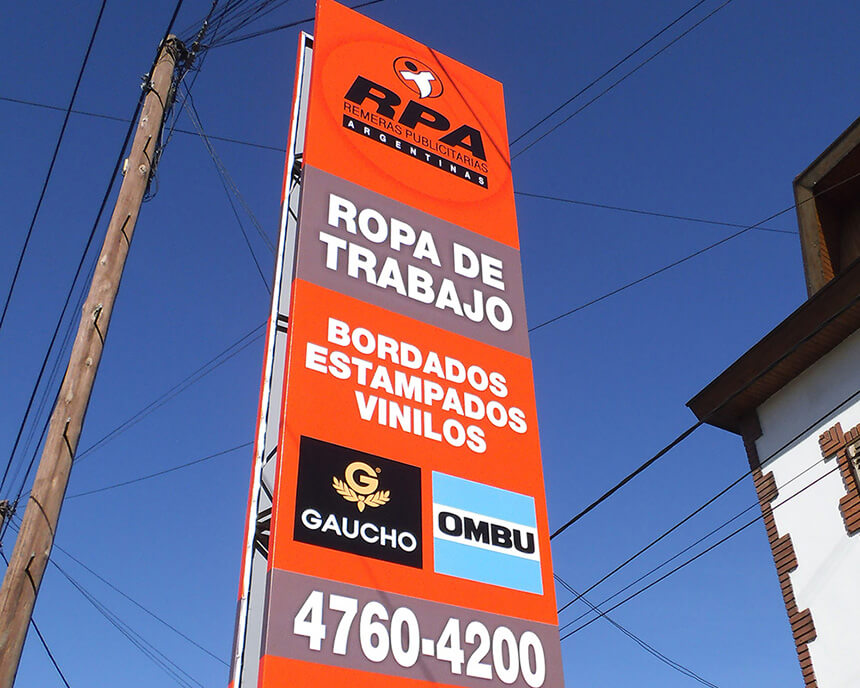 RPA
REMERAS PUBLICITARIAS
ARGENTINAS
ROPA DE
TRABAJO
BORDADOS
ESTAMPADOS
VINILOS
G
GAUCHO
OMBU
4760-4200